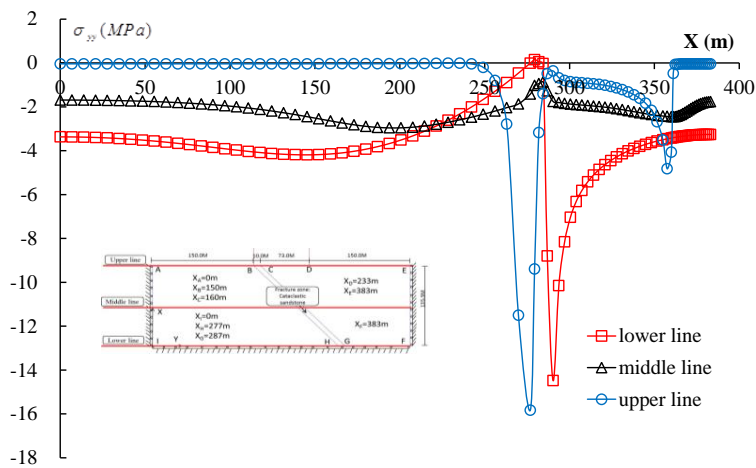 σyy (MPa)
X (m)
2
0
-2
-4
-6
-8
-10
-12
-14
-16
-18
0 50 100 150 200 250 300 350 400
150.0M 10.0M 73.0M 150.0M
Upper line
A B C D E
XA=0m
XB=150m
XC=160m
XD=233m
XE=383m
Fracture zone:
Cataclastic
sandstone
Middle line
X
XI=0m
XH=277m
XG=287m
XF=383m
Lower line
I Y H G F
lower line
middle line
upper line